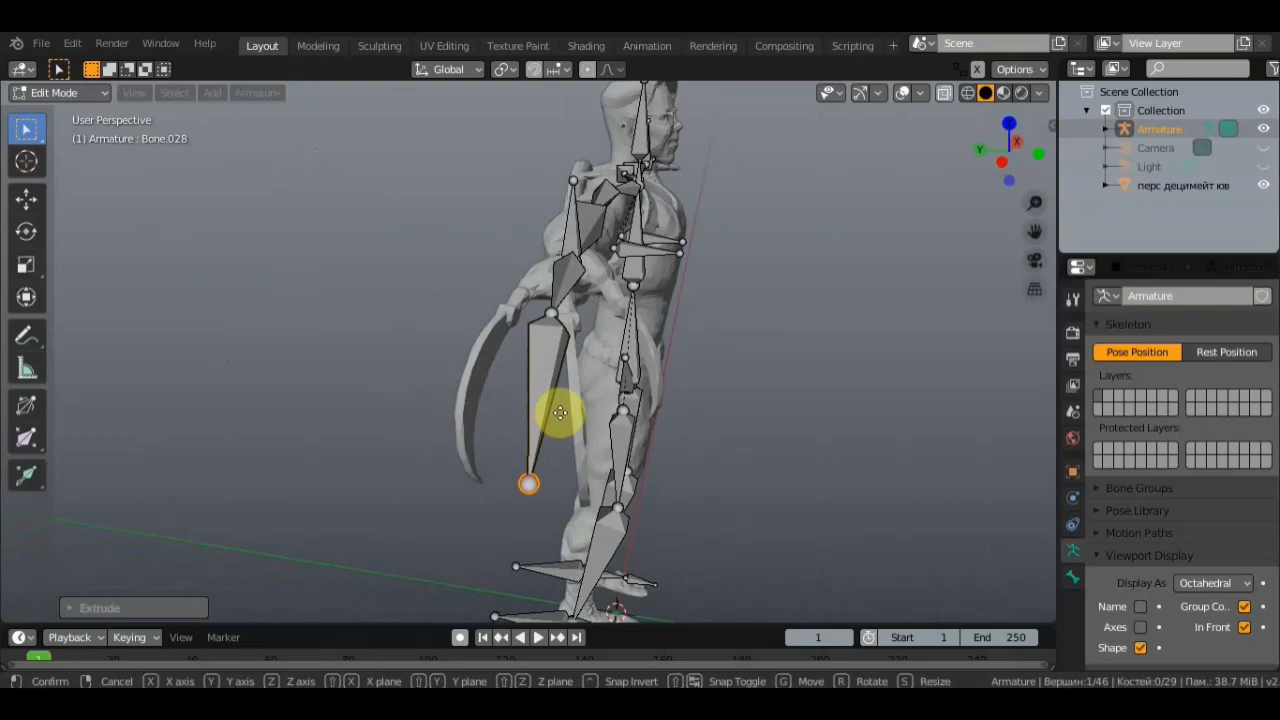 File Edit Render Window Help Layout Modeling Sculpting UV Editing Texture Paint Shading Animation Rendering Compositing Scripting + Scene View Layer
Global X Options
Edit Mode View Select Add Armature
User Perspective
(1) Armature : Bone.028
X
Y
Scene Collection
Collection
Armature
Camera
Light
перс децимейт юв
Armature
Skeleton
Pose Position Rest Position
Layers:
Protected Layers:
Bone Groups
Pose Library
Motion Paths
Viewport Display
Display As Octahedral
Name Group Co..
Axes In Front
Shape
Extrude
Playback Keying View Marker 1 Start 1 End 250
1
Confirm Cancel X X axis Y Y axis Z Z axis X X plane Y Y plane Z Z plane Snap Invert Snap Toggle G Move R Rotate S Resize Armature | Вершин:1/46 | Костей:0/29 | Пам.: 38.7 MiB | v2